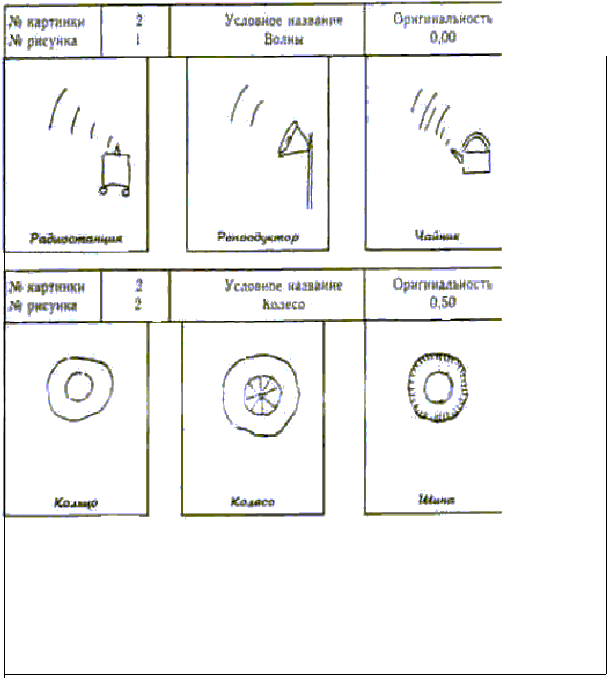 № картинки 2 Условное название Оригинальность
№ рисунка 1 Волны 0,00
Радиостанция Репродуктор Чайник
№ картинки 2 Условное название Оригинальность
№ рисунка 2 Колесо 0,50
Кольцо Колесо Шина